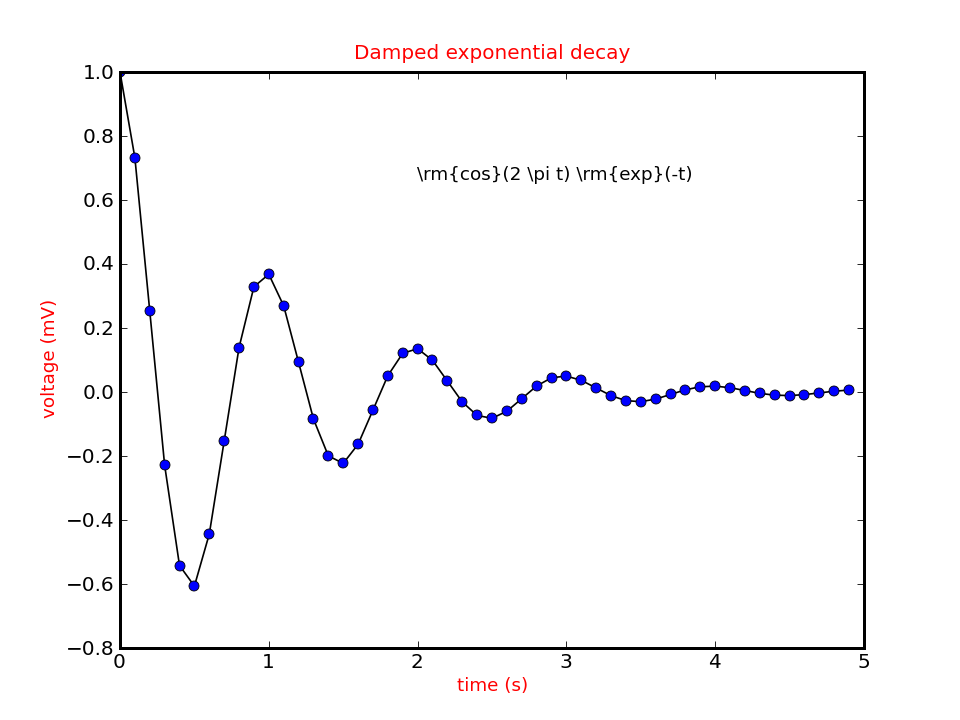 Damped exponential decay
1.0
0.8
\rm{cos}(2 \pi t) \rm{exp}(-t)
0.6
0.4
0.2
voltage (mV)
0.0
−0.2
−0.4
−0.6
−0.8
0 1 2 3 4 5
time (s)